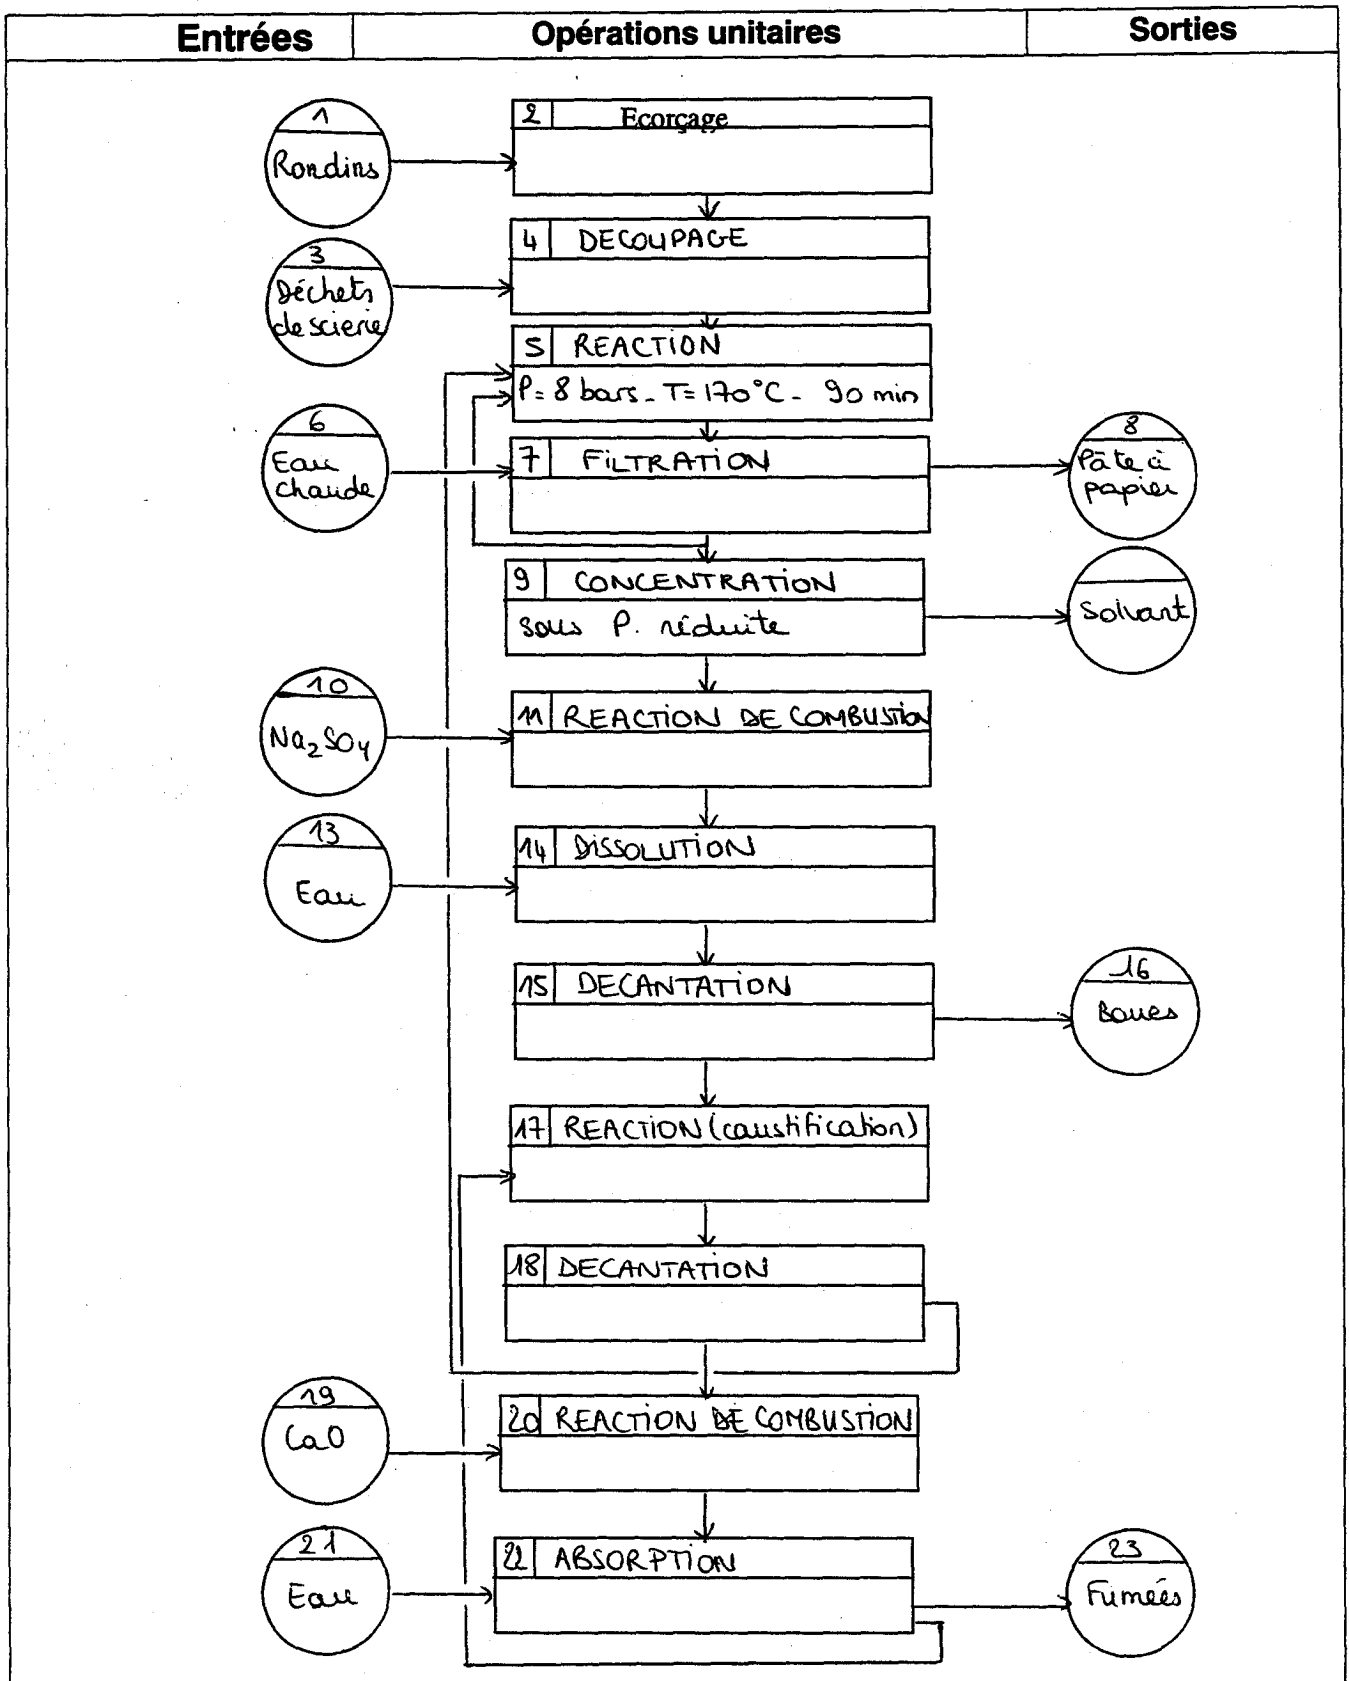 Entrées
Opérations unitaires
Sorties
1
Rondins
2
Ecorçage
3
Déchets
de scierie
4
DECOUPAGE
5
REACTION
P= 8 bars - T= 170°C - 90 min
6
Eau
chaude
7
FILTRATION
8
Pâte à
papier
9
CONCENTRATION
sous P. réduite
Solvant
10
Na2SO4
11
REACTION DE COMBUSTION
13
Eau
14
DISSOLUTION
15
DECANTATION
16
Boues
17
REACTION (caustification)
18
DECANTATION
19
CaO
20
REACTION DE COMBUSTION
21
Eau
22
ABSORPTION
23
Fumées